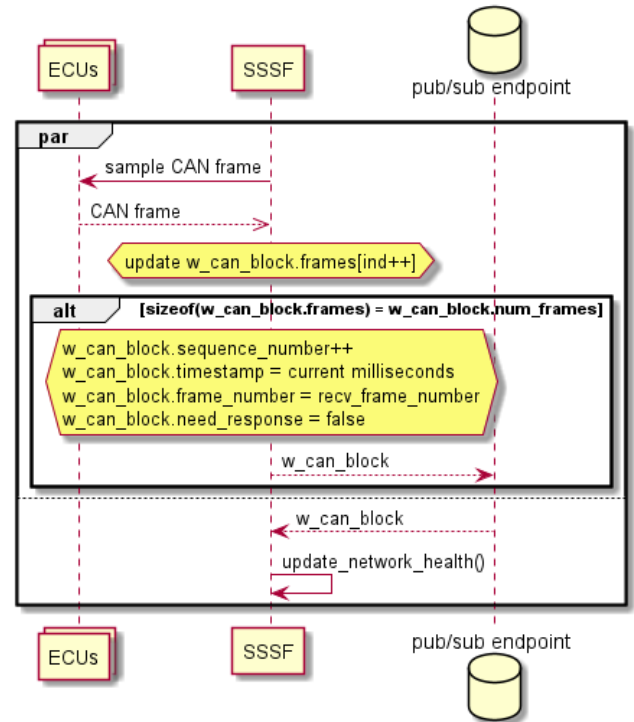 ECUs
SSSF
pub/sub endpoint
par
sample CAN frame
CAN frame
update w_can_block.frames[ind++]
alt
[sizeof(w_can_block.frames) = w_can_block.num_frames]
w_can_block.sequence_number++
w_can_block.timestamp = current milliseconds
w_can_block.frame_number = recv_frame_number
w_can_block.need_response = false
w_can_block
w_can_block
update_network_health()
ECUs
SSSF
pub/sub endpoint